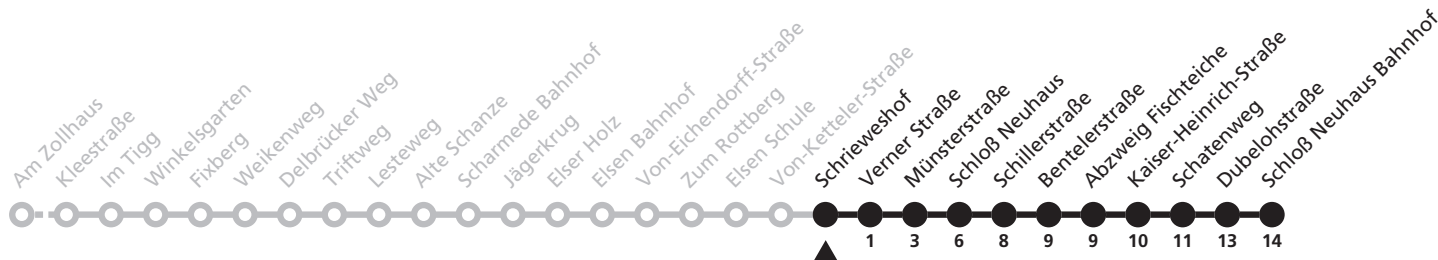 Am Zollhaus
Kleestraße
Im Tigg
Winkelsgarten
Fixberg
Weikenweg
Delbrücker Weg
Triftweg
Lesteweg
Alte Schanze
Scharmede Bahnhof
Jägerkrug
Elser Holz
Elsen Bahnhof
Von-Eichendorff-Straße
Zum Rottberg
Elsen Schule
Von-Ketteler-Straße
Schrieweshof
Verner Straße
Münsterstraße
Schloß Neuhaus
Schillerstraße
Bentelerstraße
Abzweig Fischteiche
Kaiser-Heinrich-Straße
Schatenweg
Dubelohstraße
Schloß Neuhaus Bahnhof
1 3 6 8 9 9 10 11 13 14